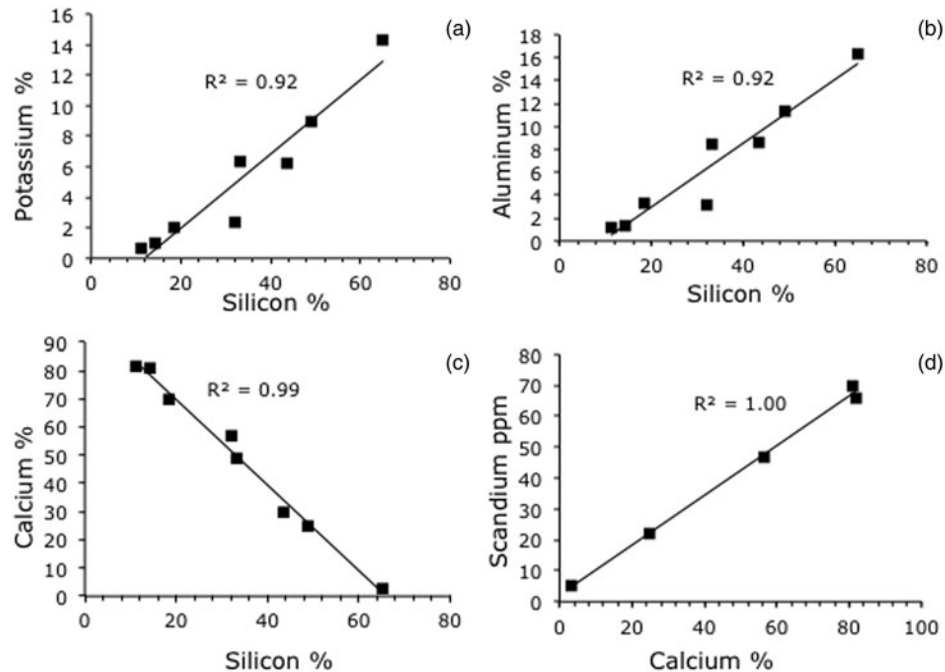 (a)
Potassium %
16
14
12
10
8
6
4
2
0
R² = 0.92
0 20 40 60 80
Silicon %
(b)
Aluminum %
18
16
14
12
10
8
6
4
2
0
R² = 0.92
0 20 40 60 80
Silicon %
(c)
Calcium %
90
80
70
60
50
40
30
20
10
0
R² = 0.99
0 20 40 60 80
Silicon %
(d)
Scandium ppm
80
70
60
50
40
30
20
10
0
R² = 1.00
0 20 40 60 80 100
Calcium %